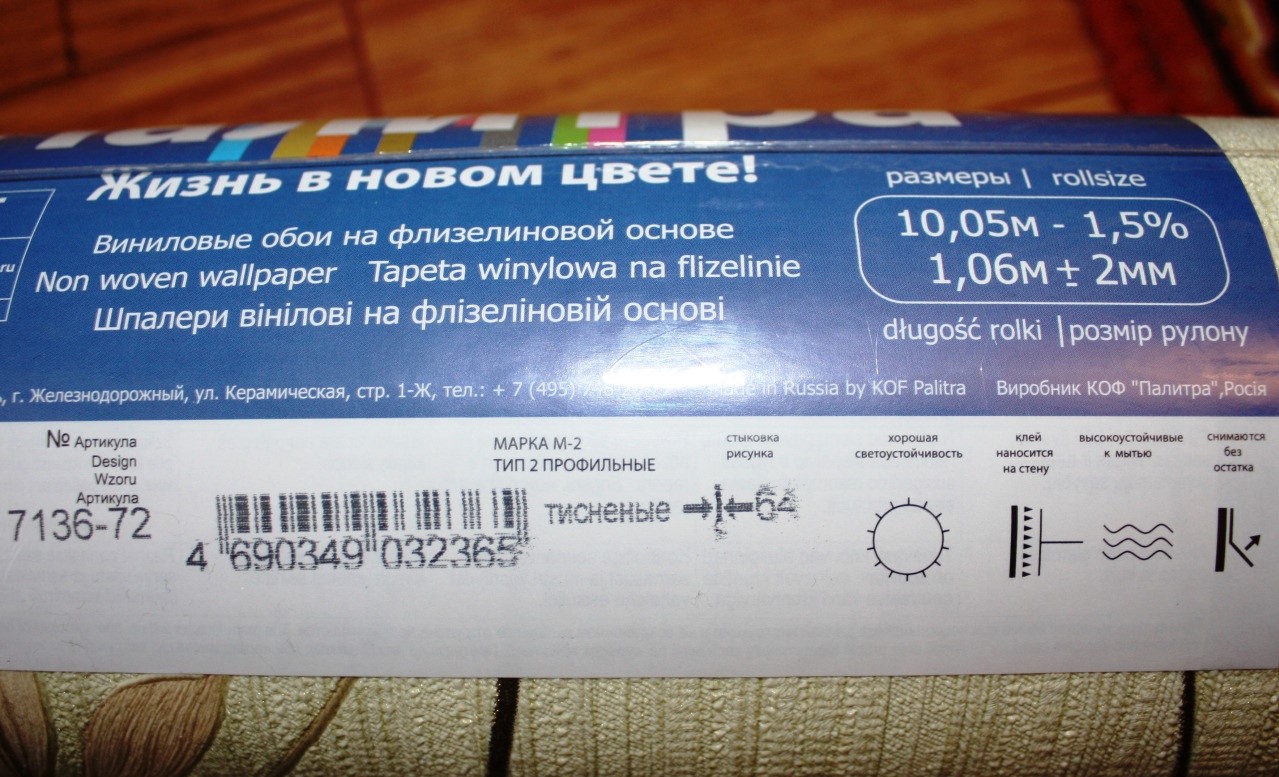 Жизнь в новом цвете!
Виниловые обои на флизелиновой основе
Non woven wallpaper Tapeta winylowa na flizelinie
Шпалери вінілові на флізеліновій основі
размеры | rollsize
10,05м - 1,5%
1,06м ± 2мм
długość rolki | розмір рулону
ru
г. Железнодорожный, ул. Керамическая, стр. 1-Ж, тел.: + 7 (495) in Russia by KOF Palitra Виробник КОФ "Палитра",Росія
№ Артикула
Design
Wzoru
Артикула
7136-72
4 690349 032365
МАРКА М-2
ТИП 2 ПРОФИЛЬНЫЕ
тисненые
стыковка
рисунка
64
хорошая
светоустойчивость
клей
наносится
на стену
высокоустойчивые
к мытью
снимаются
без
остатка